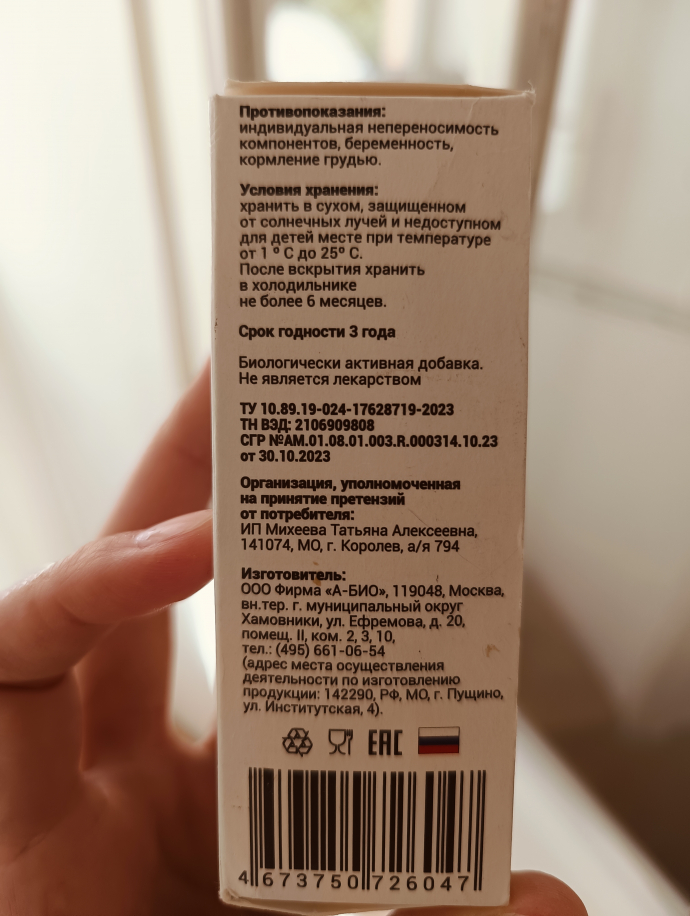 Противопоказания:
индивидуальная непереносимость
компонентов, беременность,
кормление грудью.
Условия хранения:
хранить в сухом, защищенном
от солнечных лучей и недоступном
для детей месте при температуре
от 1 º С до 25º С.
После вскрытия хранить
в холодильнике
не более 6 месяцев.
Срок годности 3 года
Биологически активная добавка.
Не является лекарством
ТУ 10.89.19-024-17628719-2023
ТН ВЭД: 2106909808
СГР №AM.01.08.01.003.R.000314.10.23
от 30.10.2023
Организация, уполномоченная
на принятие претензий
от потребителя:
ИП Михеева Татьяна Алексеевна,
141074, МО, г. Королев, а/я 794
Изготовитель:
ООО Фирма «А-БИО», 119048, Москва,
вн.тер. г. муниципальный округ
Хамовники, ул. Ефремова, д. 20,
помещ. II, ком. 2, 3, 10,
тел.: (495) 661-06-54
(адрес места осуществления
деятельности по изготовлению
продукции: 142290, РФ, МО, г. Пущино,
ул. Институтская, 4).
EAC
4 673750 726047